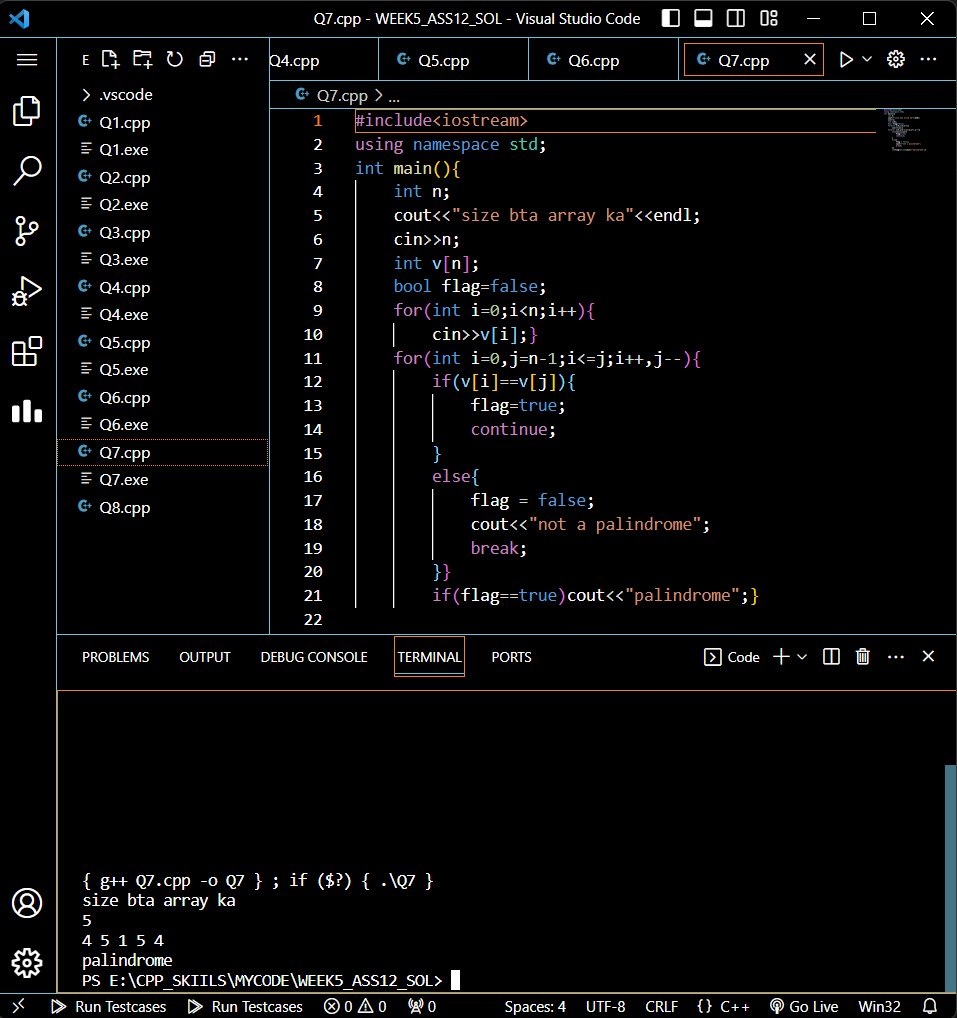 Q7.cpp - WEEK5_ASS12_SOL - Visual Studio Code
E
Q4.cpp
Q5.cpp
Q6.cpp
Q7.cpp
.vscode
Q1.cpp
Q1.exe
Q2.cpp
Q2.exe
Q3.cpp
Q3.exe
Q4.cpp
Q4.exe
Q5.cpp
Q5.exe
Q6.cpp
Q6.exe
Q7.cpp
Q7.exe
Q8.cpp
Q7.cpp > ...
1 #include<iostream>
2 using namespace std;
3 int main(){
4 int n;
5 cout<<"size bta array ka"<<endl;
6 cin>>n;
7 int v[n];
8 bool flag=false;
9 for(int i=0;i<n;i++){
10 cin>>v[i];}
11 for(int i=0,j=n-1;i<=j;i++,j--){
12 if(v[i]==v[j]){
13 flag=true;
14 continue;
15 }
16 else{
17 flag = false;
18 cout<<"not a palindrome";
19 break;
20 }}
21 if(flag==true)cout<<"palindrome";}
22
PROBLEMS OUTPUT DEBUG CONSOLE TERMINAL PORTS Code
{ g++ Q7.cpp -o Q7 } ; if ($?) { .\Q7 }
size bta array ka
5
4 5 1 5 4
palindrome
PS E:\CPP_SKIILS\MYCODE\WEEK5_ASS12_SOL>
Run Testcases Run Testcases 0 0 0 Spaces: 4 UTF-8 CRLF {} C++ Go Live Win32